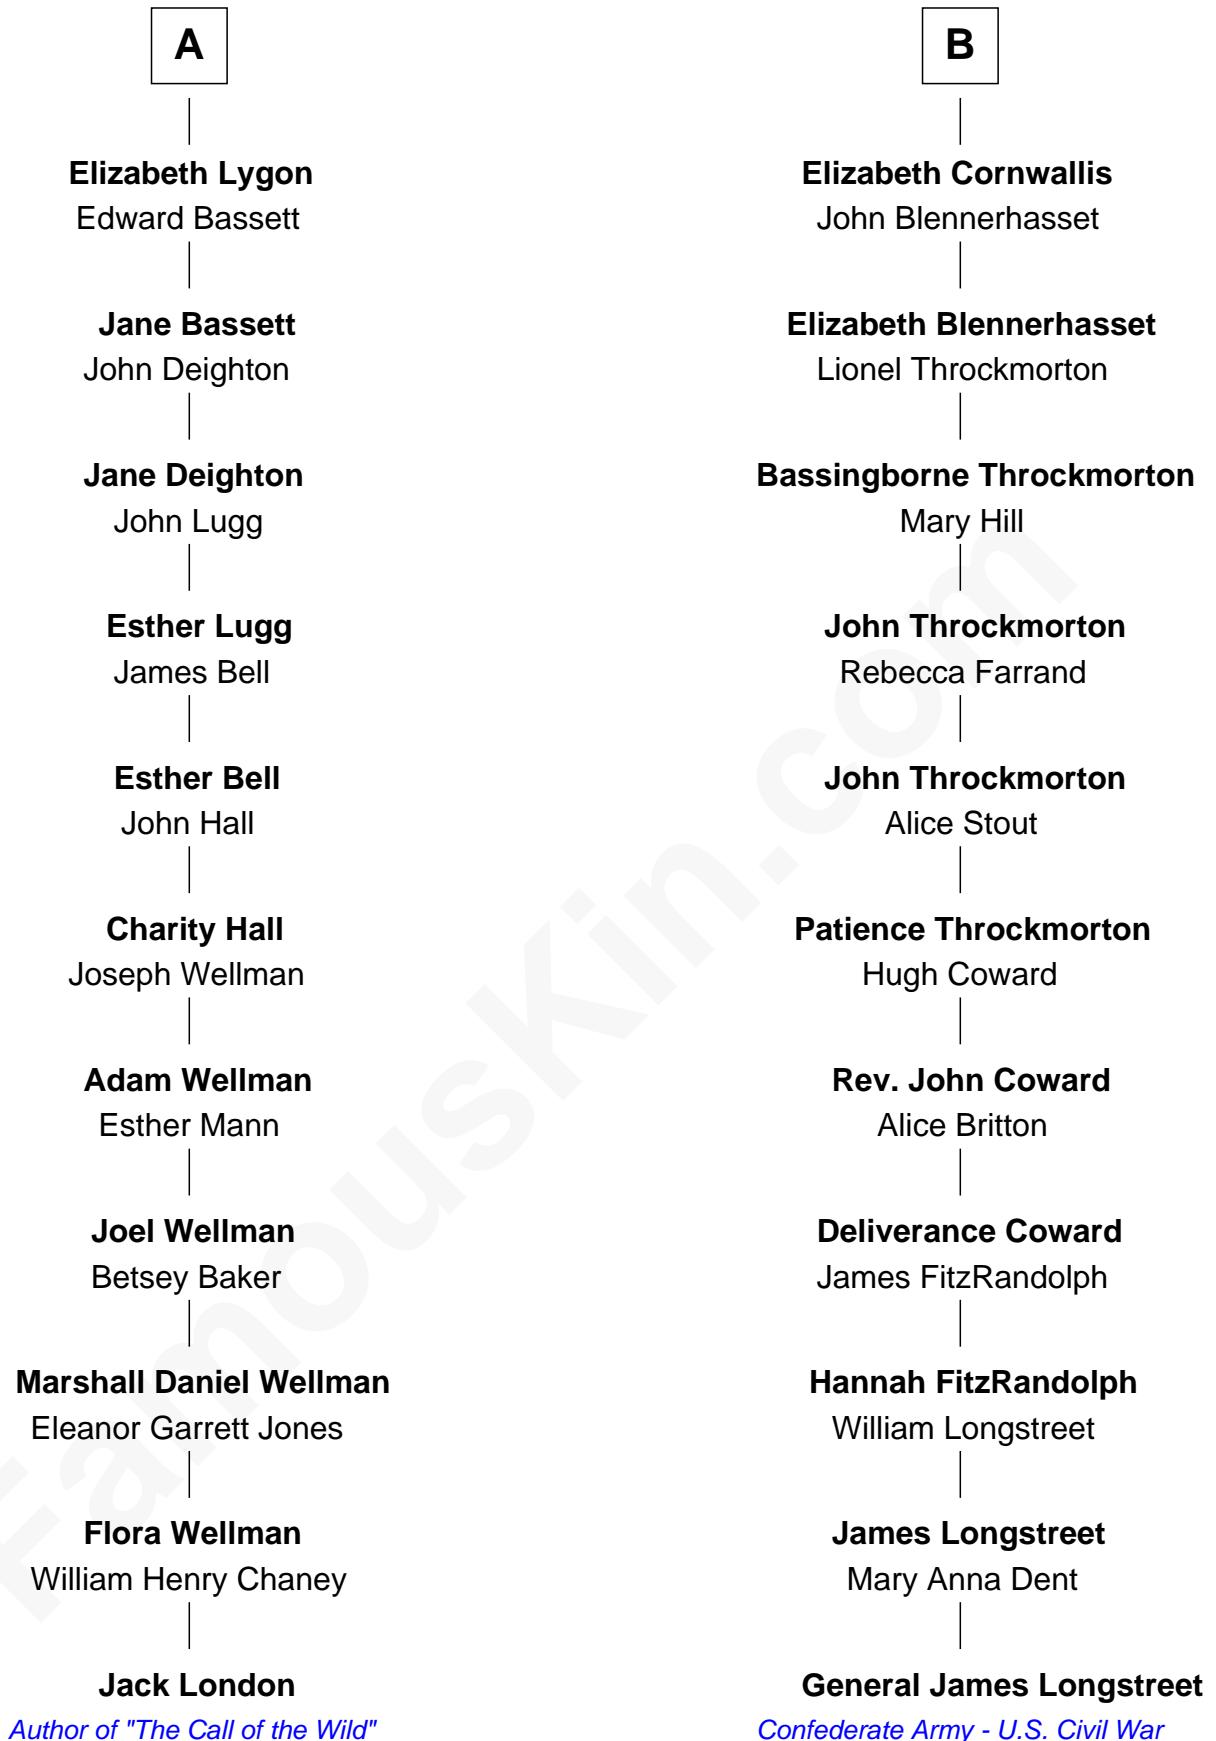 A
Elizabeth Lygon
Edward Bassett
Jane Bassett
John Deighton
Jane Deighton
John Lugg
Esther Lugg
James Bell
Esther Bell
John Hall
Charity Hall
Joseph Wellman
Adam Wellman
Esther Mann
Joel Wellman
Betsey Baker
Marshall Daniel Wellman
Eleanor Garrett Jones
Flora Wellman
William Henry Chaney
Jack London
Author of "The Call of the Wild"
B
Elizabeth Cornwallis
John Blennerhasset
Elizabeth Blennerhasset
Lionel Throckmorton
Bassingborne Throckmorton
Mary Hill
John Throckmorton
Rebecca Farrand
John Throckmorton
Alice Stout
Patience Throckmorton
Hugh Coward
Rev. John Coward
Alice Britton
Deliverance Coward
James FitzRandolph
Hannah FitzRandolph
William Longstreet
James Longstreet
Mary Anna Dent
General James Longstreet
Confederate Army - U.S. Civil War
FamousKin.com